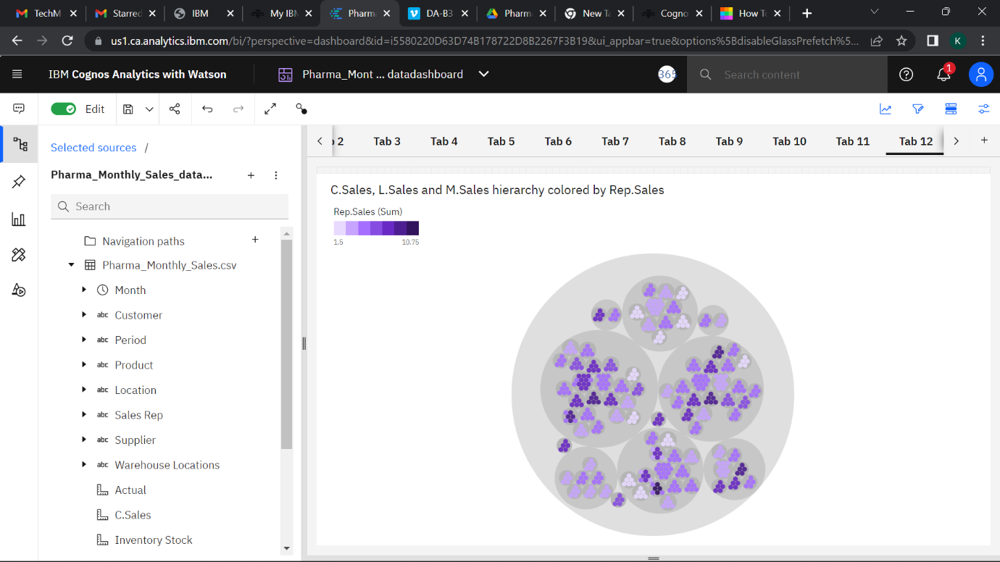 TechM
Starred
IBM
My IBM
Pharm
DA-B3
Pharm
New Ta
Cogno
How To
us1.ca.analytics.ibm.com/bi/?perspective=dashboard&id=i5580220D63D74B178722D8B2267F3B19&ui_appbar=true&options%5BdisableGlassPrefetch%5...
K
IBM Cognos Analytics with Watson
Pharma_Mont ... datadashboard
365
Search content
1
Edit
Selected sources /
Pharma_Monthly_Sales_data...
Search
Navigation paths
Pharma_Monthly_Sales.csv
Month
abc Customer
abc Period
abc Product
abc Location
abc Sales Rep
abc Supplier
abc Warehouse Locations
Actual
C.Sales
Inventory Stock
2 Tab 3 Tab 4 Tab 5 Tab 6 Tab 7 Tab 8 Tab 9 Tab 10 Tab 11 Tab 12
C.Sales, L.Sales and M.Sales hierarchy colored by Rep.Sales
Rep.Sales (Sum)
1.5 10.75